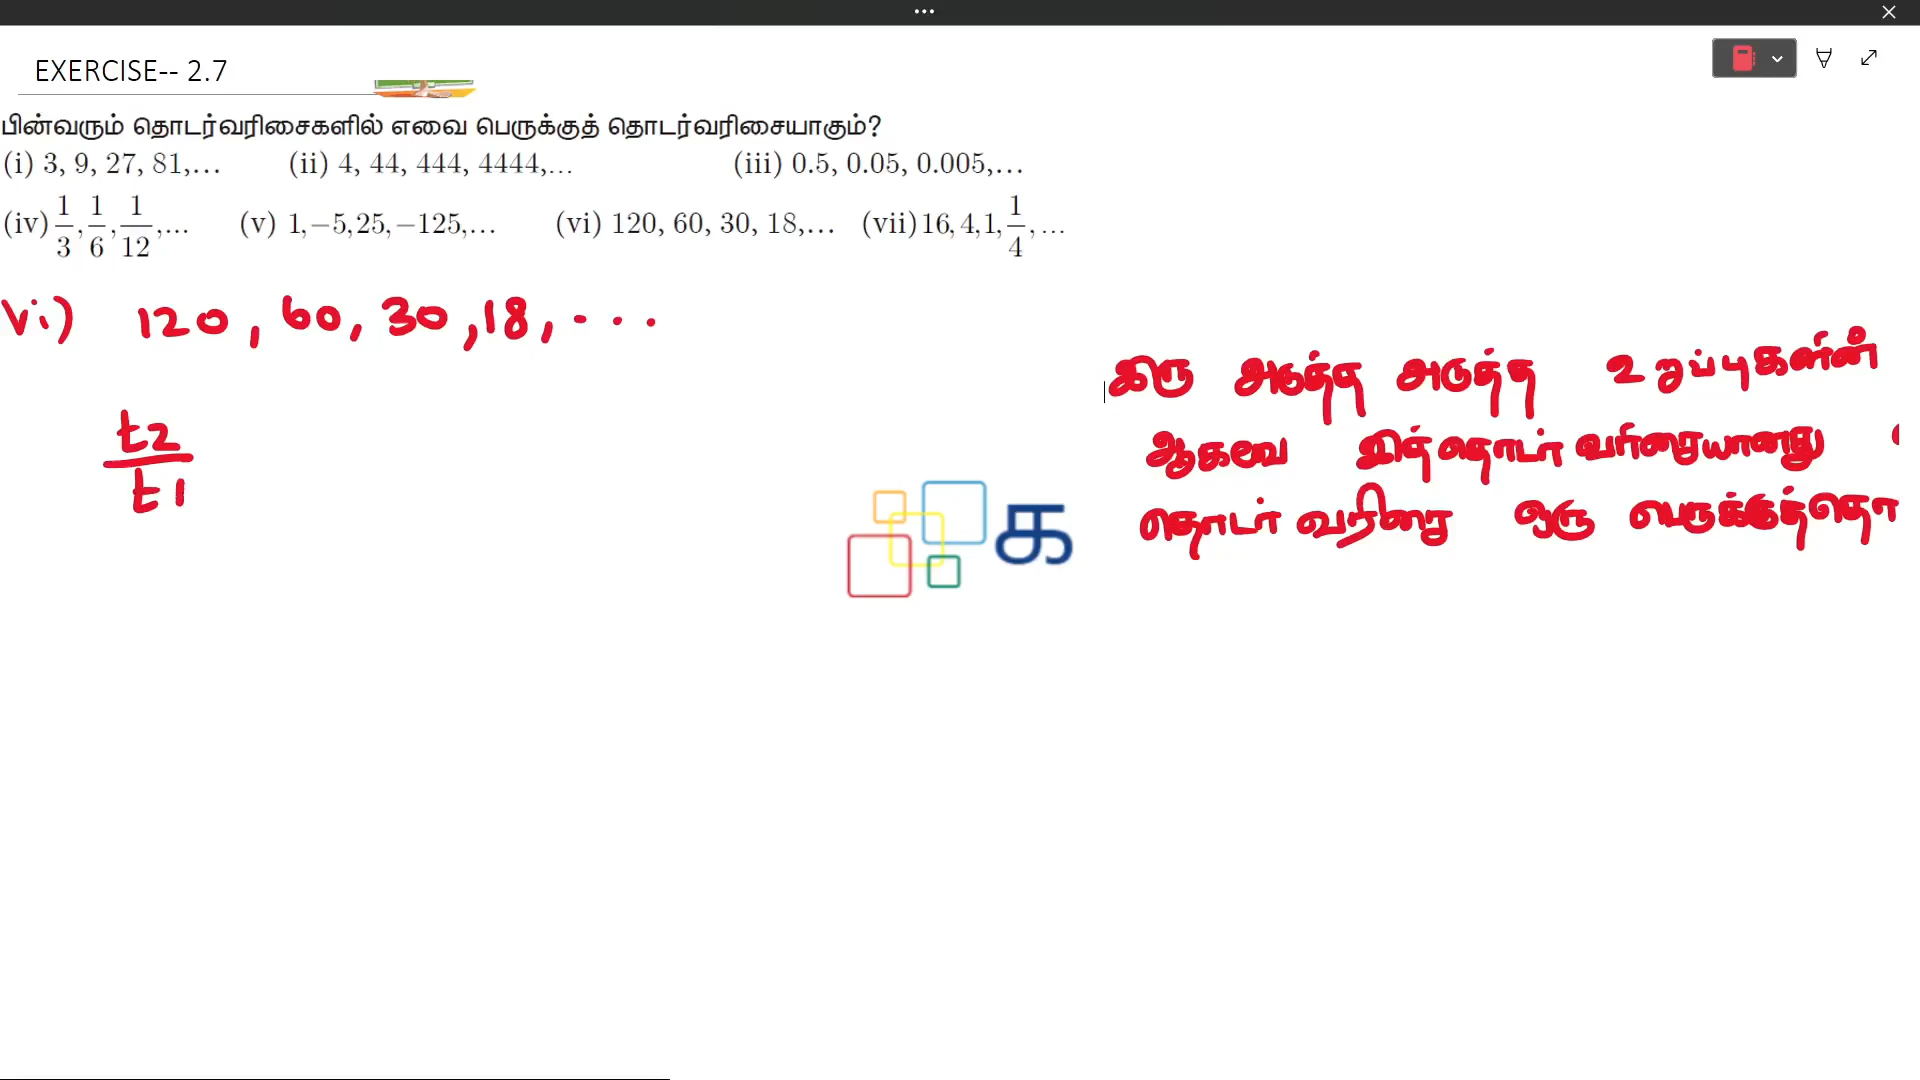 EXERCISE-- 2.7
பின்வரும் தொடர்வரிசைகளில் எவை பெருக்குத் தொடர்வரிசையாகும்?
(i) 3, 9, 27, 81,... (ii) 4, 44, 444, 4444,... (iii) 0.5, 0.05, 0.005,...
(iv) 1/3, 1/6, 1/12,... (v) 1,−5,25,−125,... (vi) 120, 60, 30, 18,... (vii) 16, 4,1, 1/4, ...
vi) 120, 60, 30, 18, ...
t2
t1
க
இரு அடுத்த அடுத்த உறுப்புகளின்
ஆகவே இத்தொடர் வரிசையானது
தொடர் வரிசை ஒரு பெருக்குத்தொ